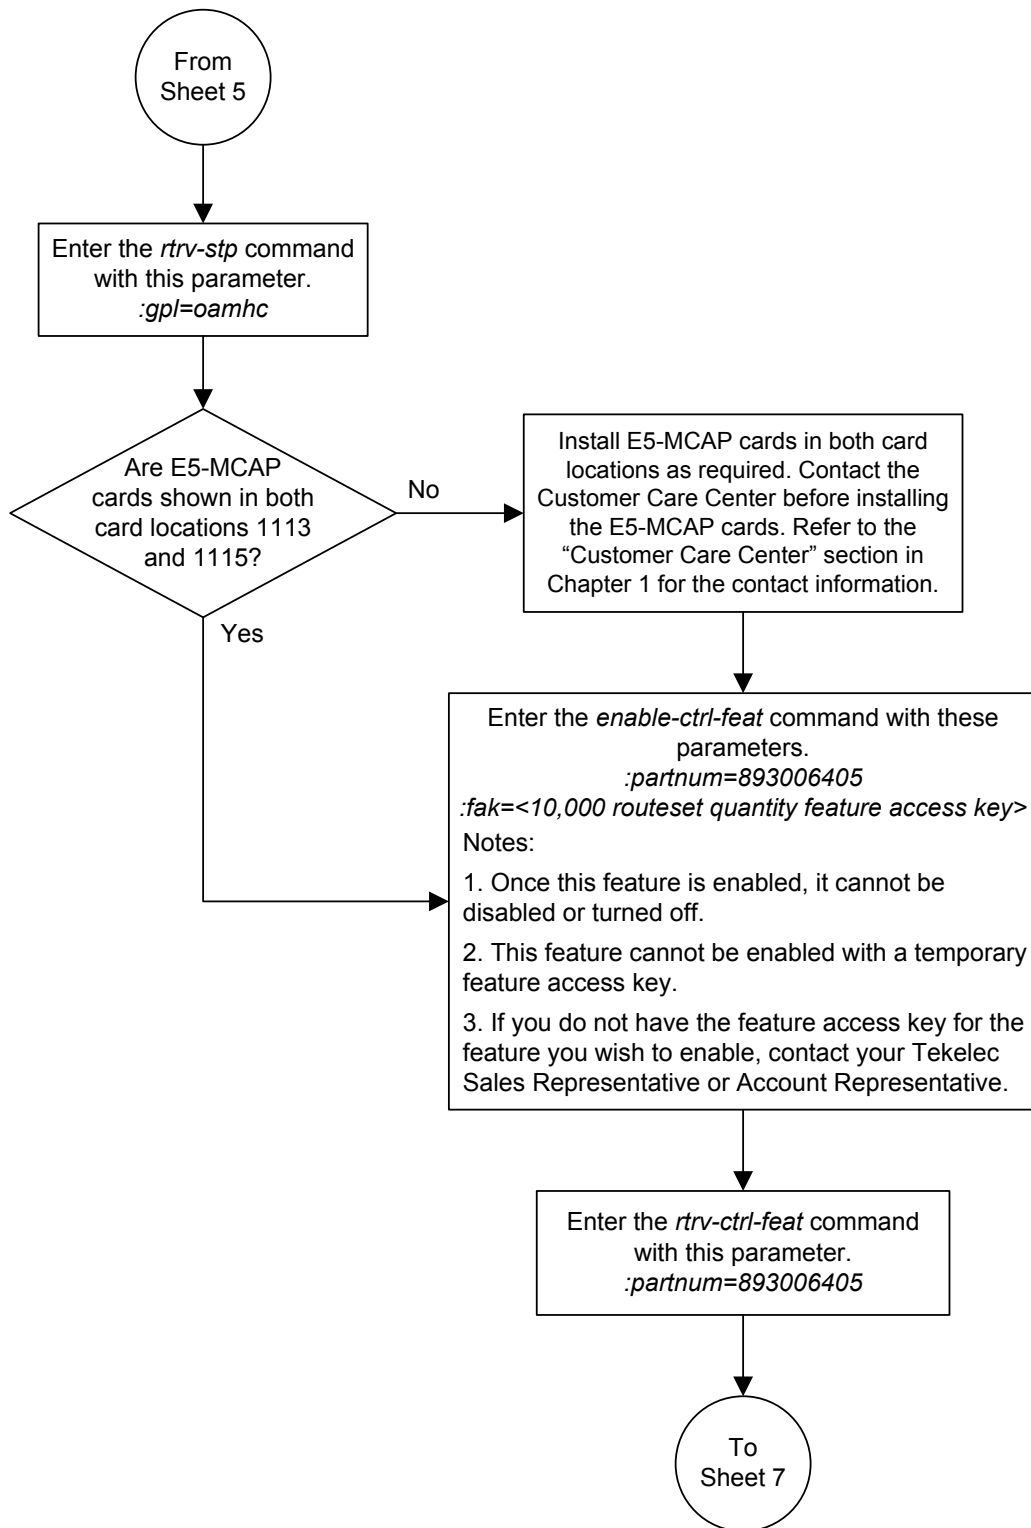 From
Sheet 5
Enter the rtrv-stp command
with this parameter.
:gpl=oamhc
Are E5-MCAP
cards shown in both
card locations 1113
and 1115?
No
Yes
Install E5-MCAP cards in both card
locations as required. Contact the
Customer Care Center before installing
the E5-MCAP cards. Refer to the
“Customer Care Center” section in
Chapter 1 for the contact information.
Enter the enable-ctrl-feat command with these
parameters.
:partnum=893006405
:fak=<10,000 routeset quantity feature access key>
Notes:
1. Once this feature is enabled, it cannot be
disabled or turned off.
2. This feature cannot be enabled with a temporary
feature access key.
3. If you do not have the feature access key for the
feature you wish to enable, contact your Tekelec
Sales Representative or Account Representative.
Enter the rtrv-ctrl-feat command
with this parameter.
:partnum=893006405
To
Sheet 7